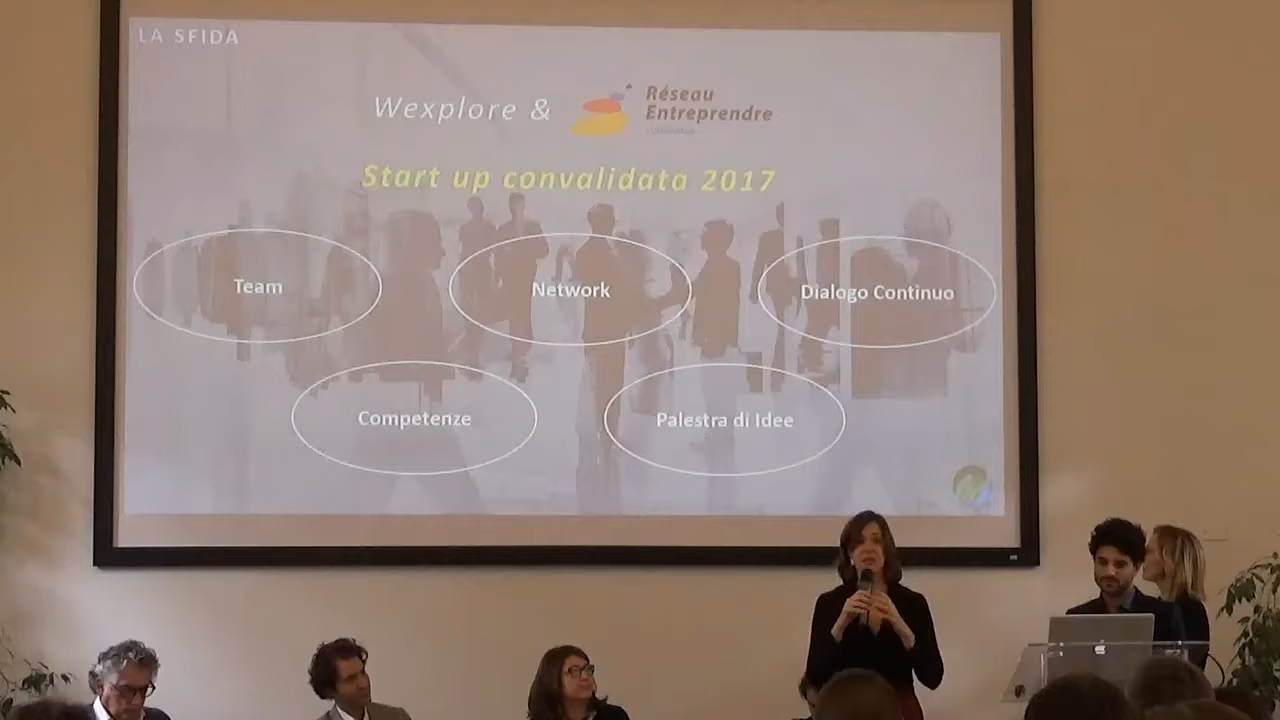 LA SFIDA
Wexplore &
Réseau
Entreprendre
Start up convalidata 2017
Team
Network
Dialogo Continuo
Competenze
Palestra di Idee